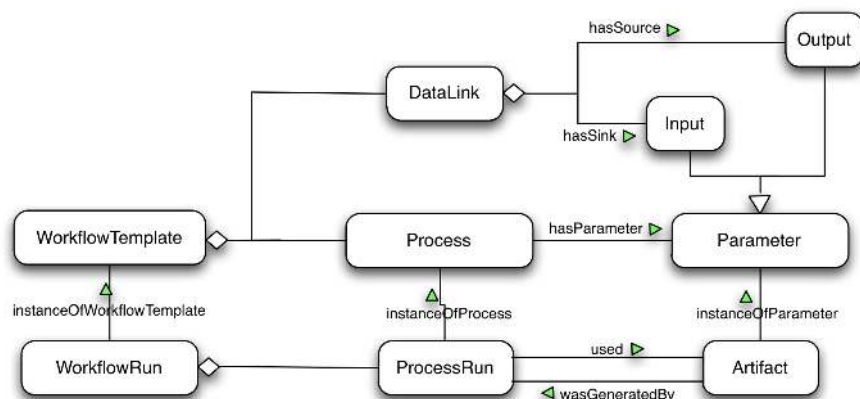 hasSource
Output
DataLink
Input
hasSink
WorkflowTemplate
Process
hasParameter
Parameter
instanceOfWorkflowTemplate
instanceOfProcess
instanceOfParameter
WorkflowRun
ProcessRun
used
Artifact
wasGeneratedBy